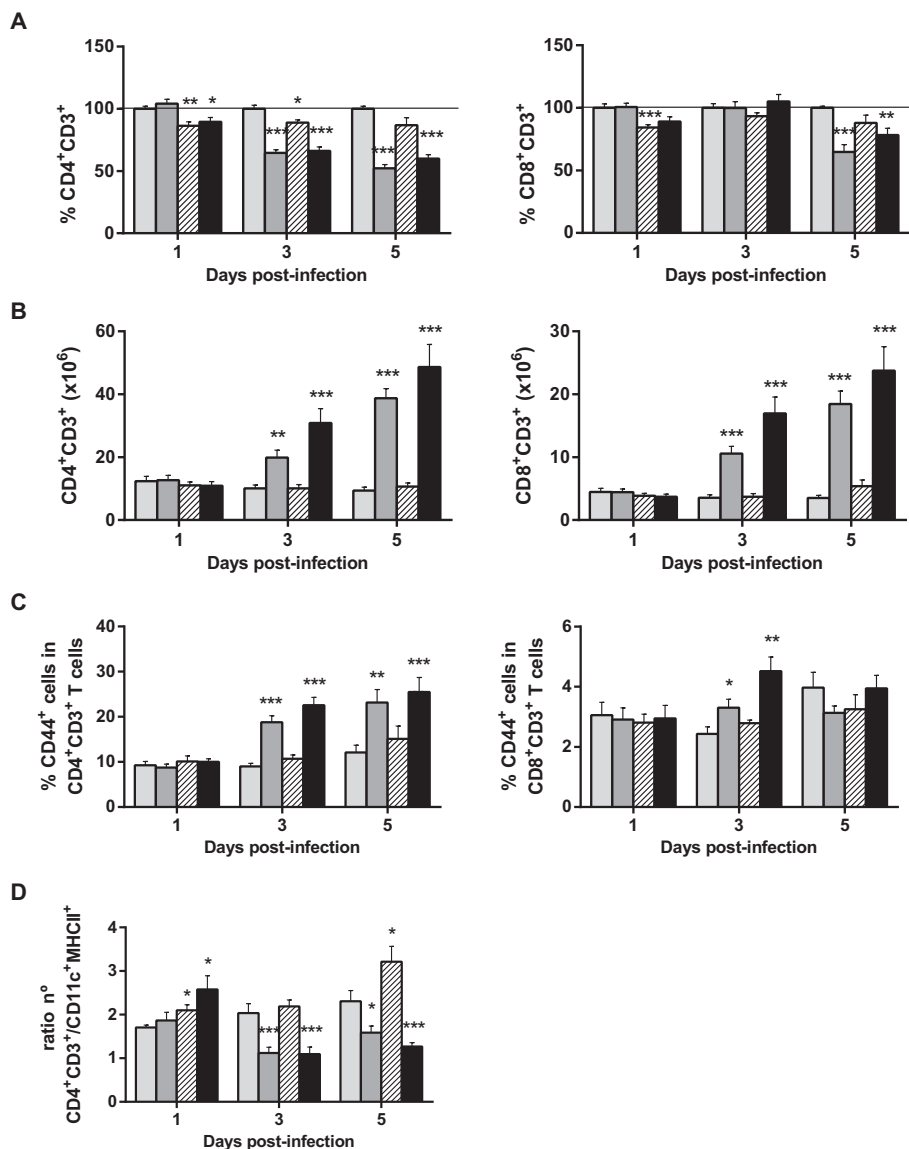 A
% CD4⁺CD3⁺
150
100
50
0
** *
* *** ***
*** ***
1 3 5
Days post-infection
% CD8⁺CD3⁺
150
100
50
0
***
*** **
1 3 5
Days post-infection
B
CD4⁺CD3⁺ (x10⁶)
60
40
20
0
** ***
*** ***
1 3 5
Days post-infection
CD8⁺CD3⁺ (x10⁶)
30
20
10
0
*** ***
*** ***
1 3 5
Days post-infection
C
% CD44⁺ cells in
CD4⁺CD3⁺ T cells
40
30
20
10
0
*** ***
** ***
1 3 5
Days post-infection
% CD44⁺ cells in
CD8⁺CD3⁺ T cells
6
4
2
0
* **
1 3 5
Days post-infection
D
ratio nº
CD4⁺CD3⁺/CD11c⁺MHCII⁺
4
3
2
1
0
* *
*** ***
* * ***
1 3 5
Days post-infection